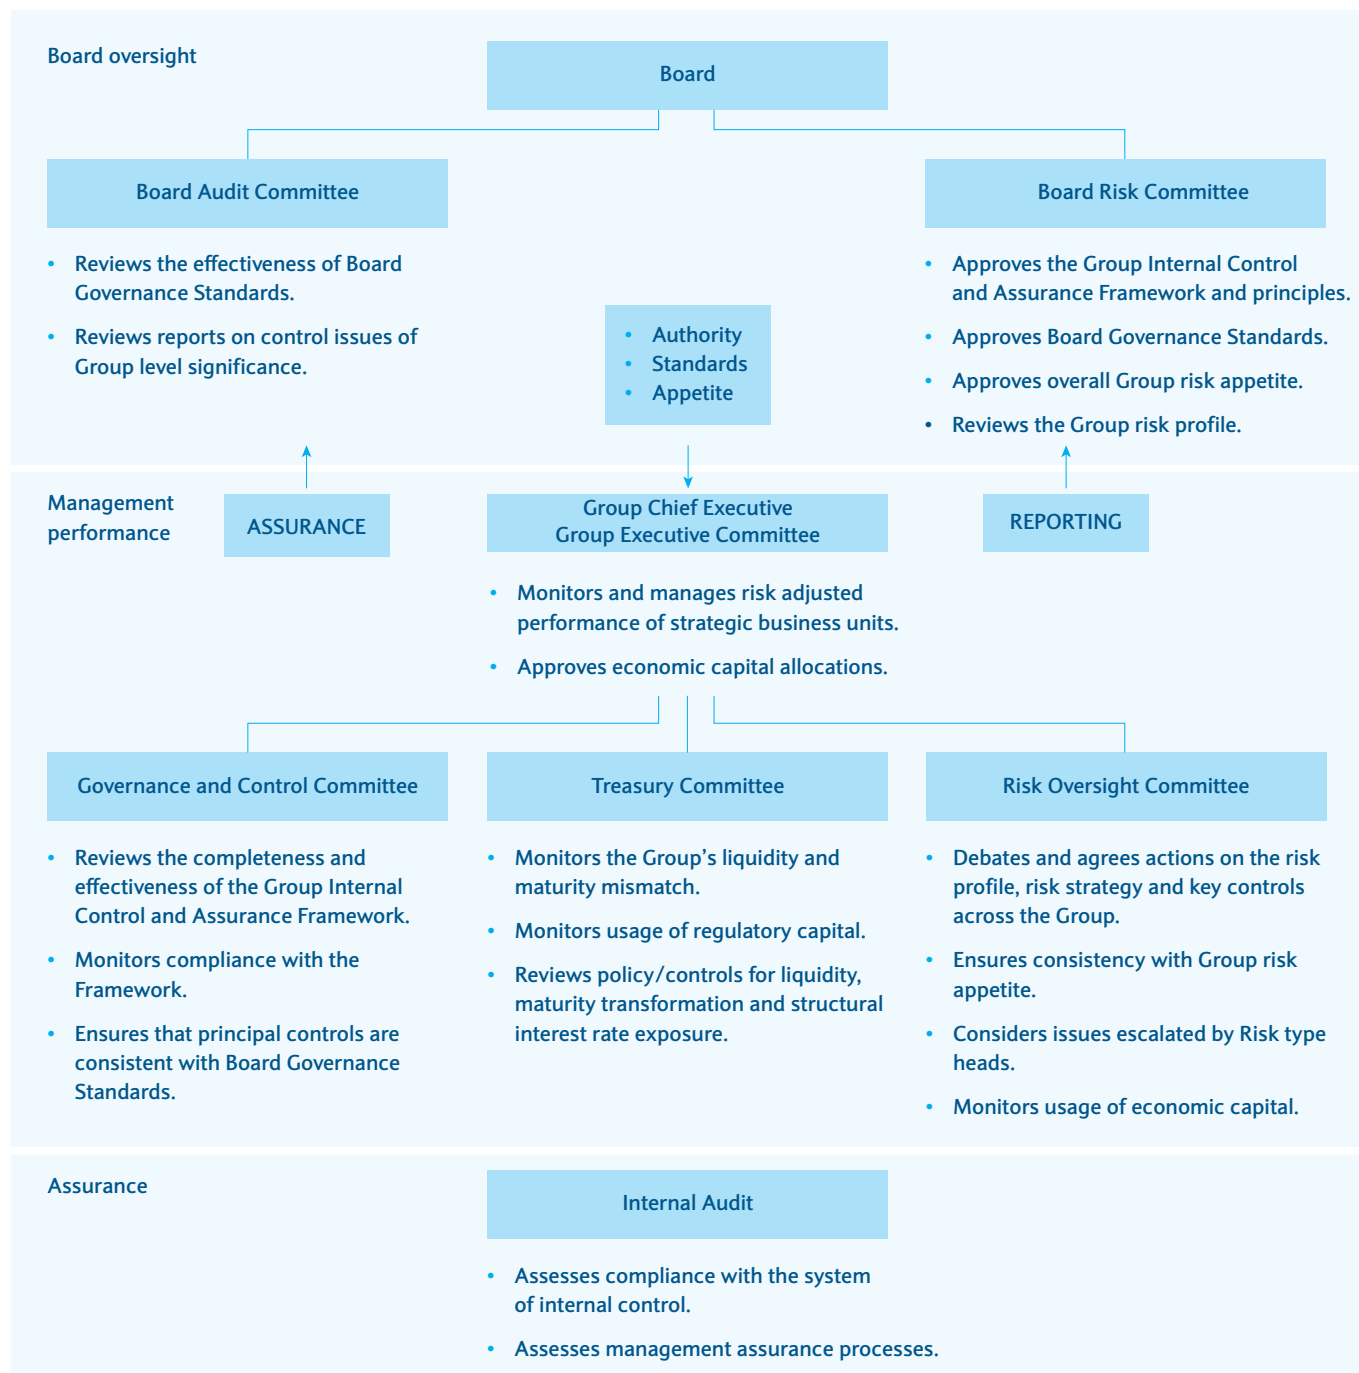 Board oversight
Board
Board Audit Committee
• Reviews the effectiveness of Board
Governance Standards.
• Reviews reports on control issues of
Group level significance.
• Authority
• Standards
• Appetite
Board Risk Committee
• Approves the Group Internal Control
and Assurance Framework and principles.
• Approves Board Governance Standards.
• Approves overall Group risk appetite.
• Reviews the Group risk profile.
Management
performance
ASSURANCE
Group Chief Executive
Group Executive Committee
REPORTING
• Monitors and manages risk adjusted
performance of strategic business units.
• Approves economic capital allocations.
Governance and Control Committee
• Reviews the completeness and
effectiveness of the Group Internal
Control and Assurance Framework.
• Monitors compliance with the
Framework.
• Ensures that principal controls are
consistent with Board Governance
Standards.
Treasury Committee
• Monitors the Group’s liquidity and
maturity mismatch.
• Monitors usage of regulatory capital.
• Reviews policy/controls for liquidity,
maturity transformation and structural
interest rate exposure.
Risk Oversight Committee
• Debates and agrees actions on the risk
profile, risk strategy and key controls
across the Group.
• Ensures consistency with Group risk
appetite.
• Considers issues escalated by Risk type
heads.
• Monitors usage of economic capital.
Assurance
Internal Audit
• Assesses compliance with the system
of internal control.
• Assesses management assurance processes.